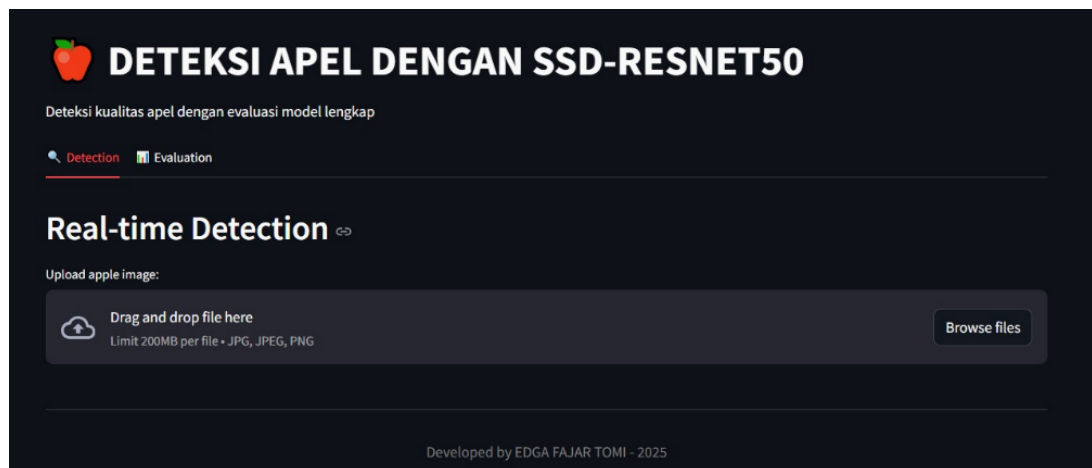 DETEKSI APEL DENGAN SSD-RESNET50
Deteksi kualitas apel dengan evaluasi model lengkap
Detection Evaluation
Real-time Detection
Upload apple image:
Drag and drop file here
Limit 200MB per file • JPG, JPEG, PNG
Browse files
Developed by EDGA FAJAR TOMI - 2025